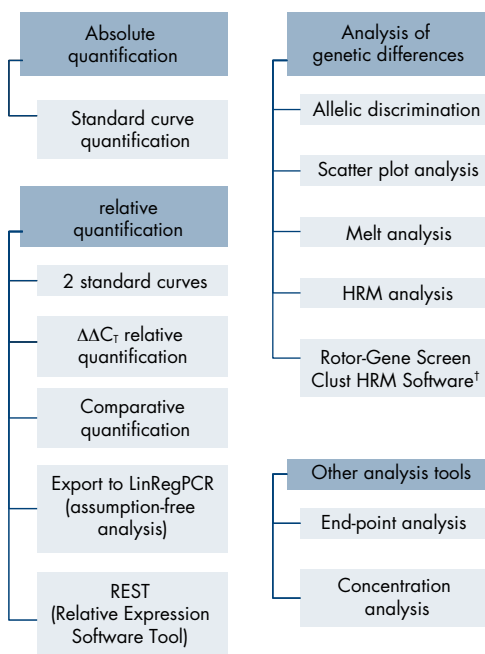 Absolute
quantification
Standard curve
quantification
relative
quantification
2 standard curves
ΔΔC_T relative
quantification
Comparative
quantification
Export to LinRegPCR
(assumption-free
analysis)
REST
(Relative Expression
Software Tool)
Analysis of
genetic differences
Allelic discrimination
Scatter plot analysis
Melt analysis
HRM analysis
Rotor-Gene Screen
Clust HRM Software†
Other analysis tools
End-point analysis
Concentration
analysis